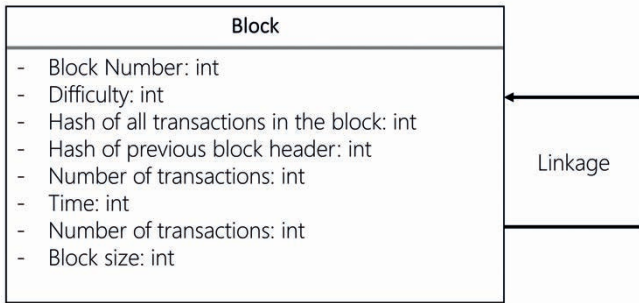 Block
- Block Number: int
- Difficulty: int
- Hash of all transactions in the block: int
- Hash of previous block header: int
- Number of transactions: int
- Time: int
- Number of transactions: int
- Block size: int
Linkage